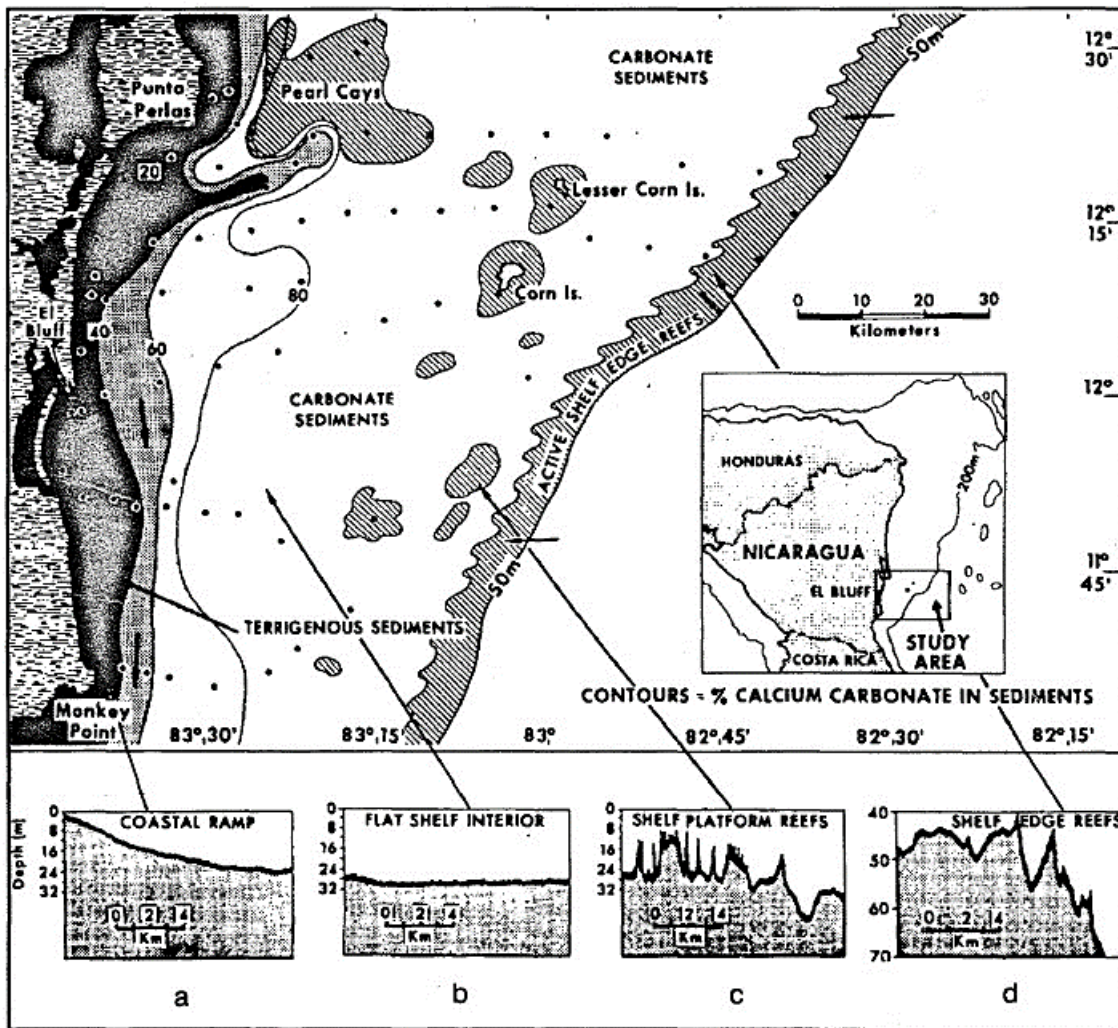 CARBONATE
SEDIMENTS
50m
12°
30'
Punta
Perlas
Pearl Cays
20
Lesser Corn Is.
12°
15'
Corn Is.
80
El
Bluff
40
60
0 10 20 30
Kilometers
ACTIVE SHELF EDGE REEFS
12°
CARBONATE
SEDIMENTS
HONDURAS
200m
NICARAGUA
EL BLUFF
STUDY
AREA
COSTA RICA
11°
45'
50m
TERRIGENOUS SEDIMENTS
CONTOURS = % CALCIUM CARBONATE IN SEDIMENTS
Monkey
Point
83°,30' 83°,15' 83° 82°,45' 82°,30' 82°,15'
Depth (m)
0
8
16
24
32
COASTAL RAMP
0 2 4
Km
0
8
16
24
32
FLAT SHELF INTERIOR
0 2 4
Km
0
8
16
24
32
SHELF PLATFORM REEFS
0 2 4
Km
40
50
60
70
SHELF EDGE REEFS
0 2 4
Km
a b c d